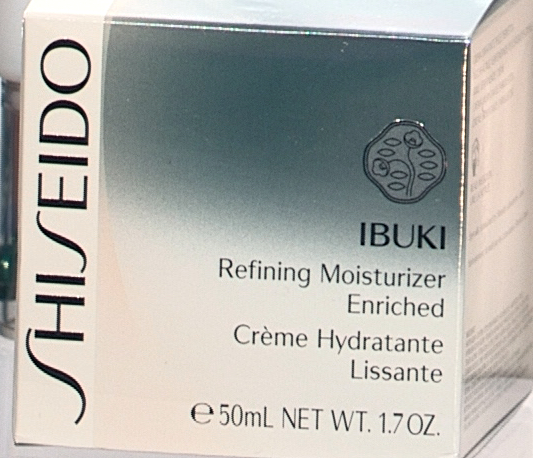 SHISEIDO
IBUKI
Refining Moisturizer
Enriched
Crème Hydratante
Lissante
℮ 50mL NET WT. 1.7 OZ.